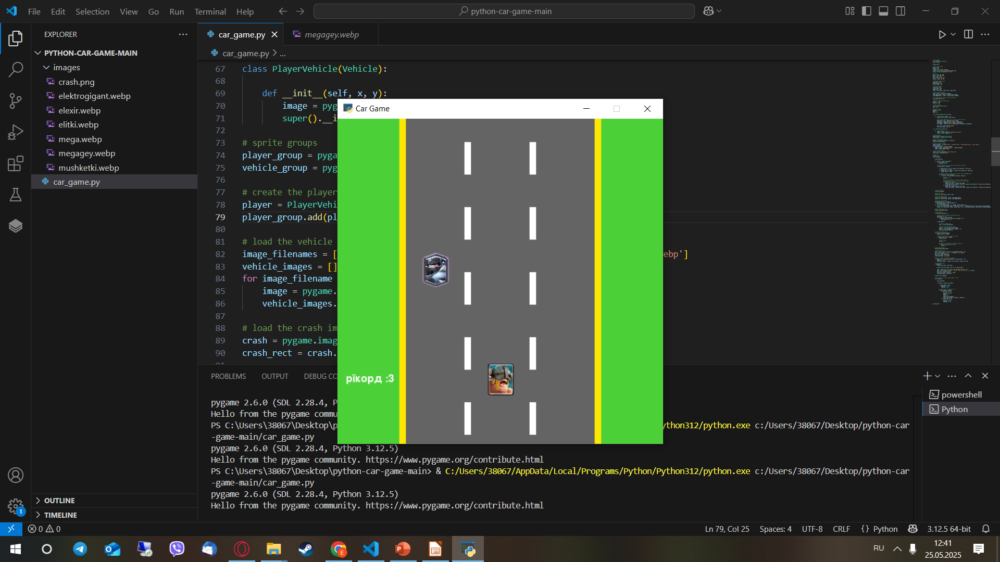 File Edit Selection View Go Run Terminal Help
python-car-game-main
EXPLORER
PYTHON-CAR-GAME-MAIN
images
crash.png
elektrogigant.webp
elexir.webp
elitki.webp
mega.webp
megagey.webp
mushketki.webp
car_game.py
OUTLINE
TIMELINE
car_game.py
megagey.webp
car_game.py > ...
67 class PlayerVehicle(Vehicle):
68
69 def __init__(self, x, y):
70 image = pyg
71 super().__i
72
73 # sprite groups
74 player_group = pyga
75 vehicle_group = pyg
76
77 # create the player
78 player = PlayerVehi
79 player_group.add(pl
80
81 # load the vehicle
82 image_filenames = [ ebp']
83 vehicle_images = []
84 for image_filename
85 image = pygame.
86 vehicle_images.
87
88 # load the crash im
89 crash = pygame.imag
90 crash_rect = crash.
Car Game
рїкорд :3
PROBLEMS OUTPUT DEBUG CO
powershell
Python
pygame 2.6.0 (SDL 2.28.4, P
Hello from the pygame commu
PS C:\Users\38067\Desktop\p ython312/python.exe c:/Users/38067/Desktop/python-car
-game-main/car_game.py
pygame 2.6.0 (SDL 2.28.4, Python 3.12.5)
Hello from the pygame community. https://www.pygame.org/contribute.html
PS C:\Users\38067\Desktop\python-car-game-main> & C:/Users/38067/AppData/Local/Programs/Python/Python312/python.exe c:/Users/38067/Desktop/python-car
-game-main/car_game.py
pygame 2.6.0 (SDL 2.28.4, Python 3.12.5)
Hello from the pygame community. https://www.pygame.org/contribute.html
0 0
Ln 79, Col 25 Spaces: 4 UTF-8 CRLF {} Python 3.12.5 64-bit
1
RU
12:41
25.05.2025